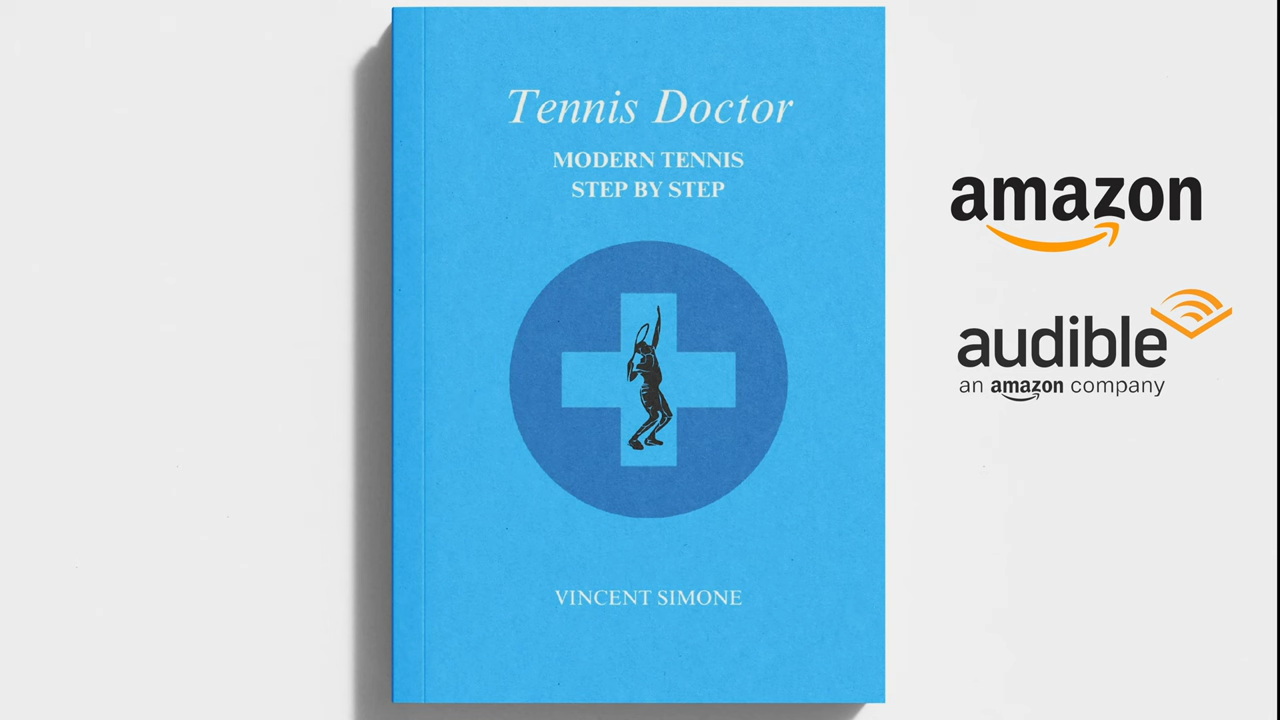 Tennis Doctor
MODERN TENNIS
STEP BY STEP
VINCENT SIMONE
amazon
audible
an amazon company